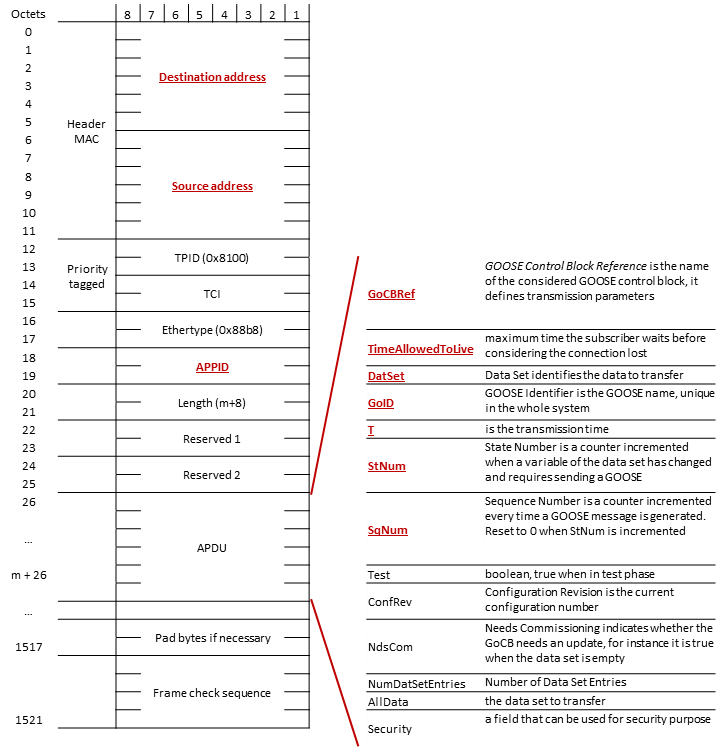 Octets 8 7 6 5 4 3 2 1
0
1
2
3
4
5
6
7
8
9
10
11
12
13
14
15
16
17
18
19
20
21
22
23
24
25
26
...
m + 26
...
1517
1521
Header
MAC
Priority
tagged
Destination address
Source address
TPID (0x8100)
TCI
Ethertype (0x88b8)
APPID
Length (m+8)
Reserved 1
Reserved 2
APDU
Pad bytes if necessary
Frame check sequence
GoCBRef
GOOSE Control Block Reference is the name
of the considered GOOSE control block, it
defines transmission parameters
TimeAllowedToLive
maximum time the subscriber waits before
considering the connection lost
DatSet
Data Set identifies the data to transfer
GoID
GOOSE Identifier is the GOOSE name, unique
in the whole system
T
is the transmission time
StNum
State Number is a counter incremented
when a variable of the data set has changed
and requires sending a GOOSE
SqNum
Sequence Number is a counter incremented
every time a GOOSE message is generated.
Reset to 0 when StNum is incremented
Test
boolean, true when in test phase
ConfRev
Configuration Revision is the current
configuration number
NdsCom
Needs Commissioning indicates whether the
GoCB needs an update, for instance it is true
when the data set is empty
NumDatSetEntries
Number of Data Set Entries
AllData
the data set to transfer
Security
a field that can be used for security purpose